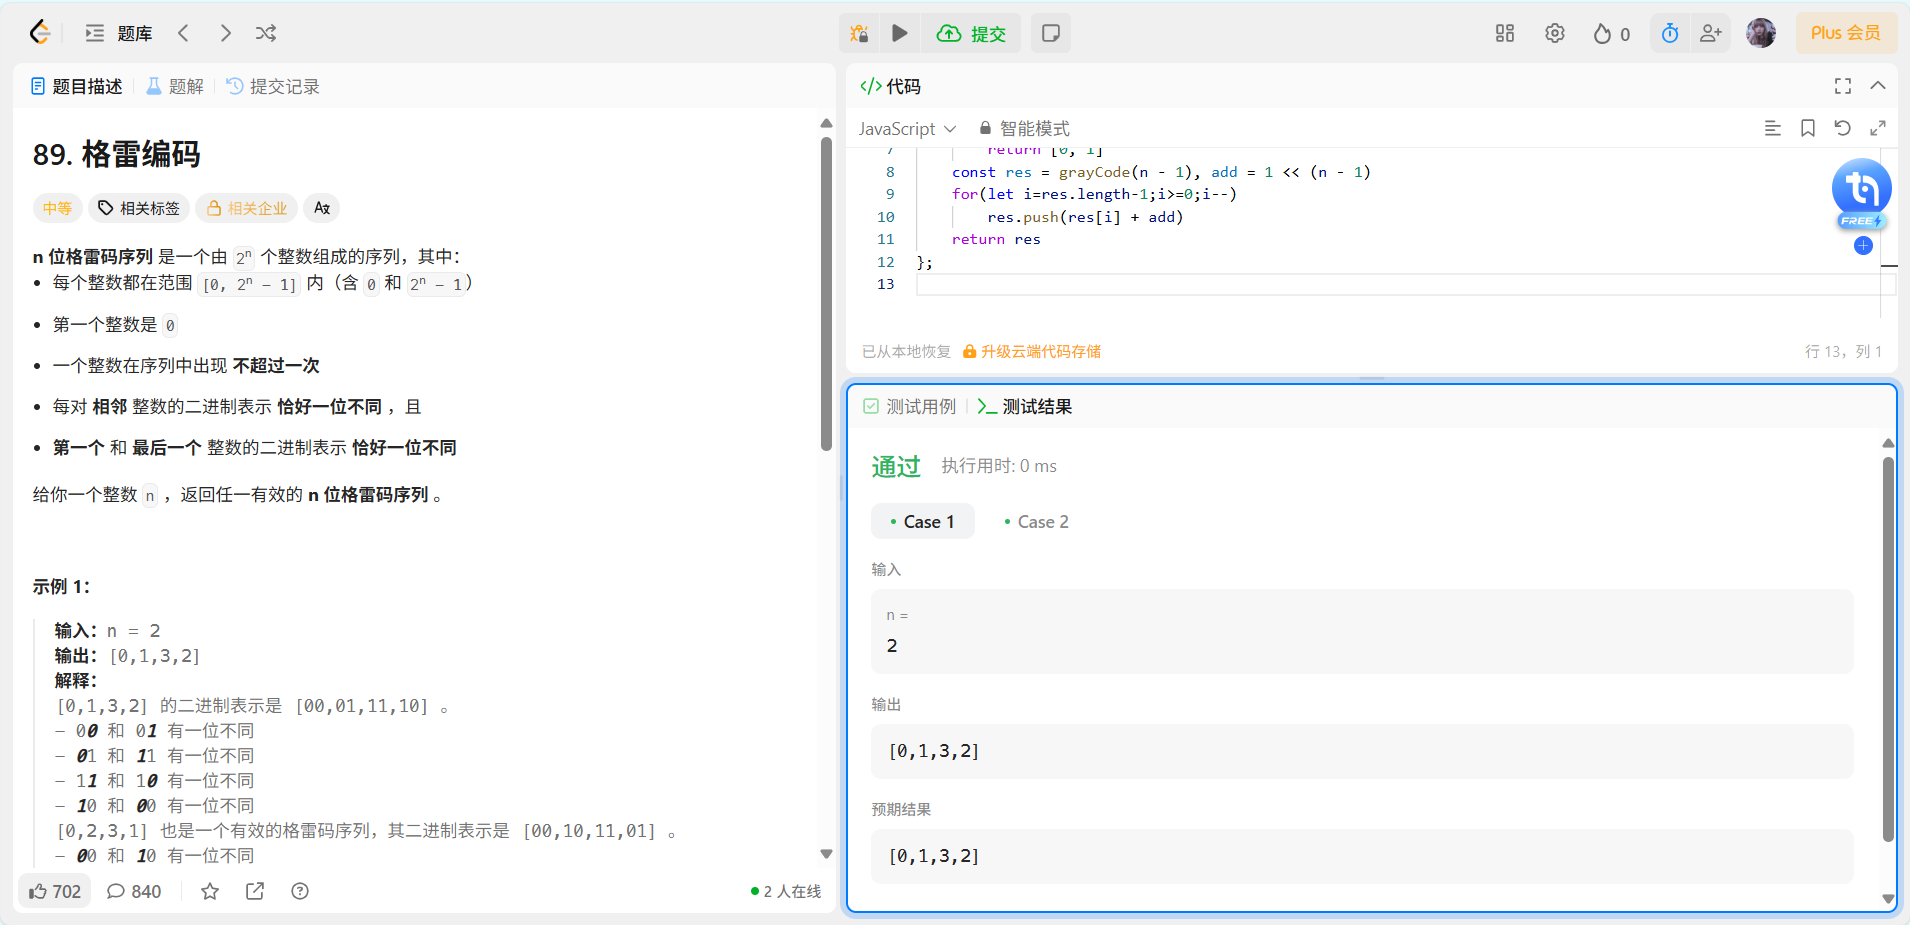 题库
提交
0
Plus 会员
题目描述
题解
提交记录
89. 格雷编码
中等
相关标签
相关企业
n 位格雷码序列 是一个由 2ⁿ 个整数组成的序列，其中：
每个整数都在范围 [0, 2ⁿ - 1] 内（含 0 和 2ⁿ - 1）
第一个整数是 0
一个整数在序列中出现 不超过一次
每对 相邻 整数的二进制表示 恰好一位不同 ，且
第一个 和 最后一个 整数的二进制表示 恰好一位不同
给你一个整数 n ，返回任一有效的 n 位格雷码序列 。
示例 1：
输入：n = 2
输出：[0,1,3,2]
解释：
[0,1,3,2] 的二进制表示是 [00,01,11,10] 。
- 00 和 01 有一位不同
- 01 和 11 有一位不同
- 11 和 10 有一位不同
- 10 和 00 有一位不同
[0,2,3,1] 也是一个有效的格雷码序列，其二进制表示是 [00,10,11,01] 。
- 00 和 10 有一位不同
702
840
2 人在线
</> 代码
JavaScript
智能模式
7 return [0, 1]
8 const res = grayCode(n - 1), add = 1 << (n - 1)
9 for(let i=res.length-1;i>=0;i--)
10 res.push(res[i] + add)
11 return res
12 };
13
FREE
已从本地恢复
升级云端代码存储
行 13，列 1
测试用例
测试结果
通过
执行用时: 0 ms
Case 1
Case 2
输入
n =
2
输出
[0,1,3,2]
预期结果
[0,1,3,2]